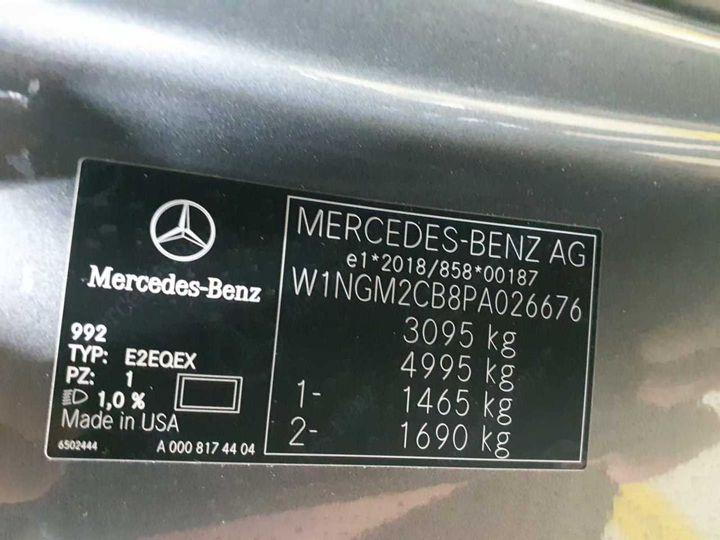 Mercedes-Benz
992
TYP: E2EQEX
PZ: 1
1,0 %
Made in USA
6502444
A 000 817 44 04
MERCEDES-BENZ AG
e1*2018/858*00187
W1NGM2CB8PA026676
3095 kg
4995 kg
1- 1465 kg
2- 1690 kg